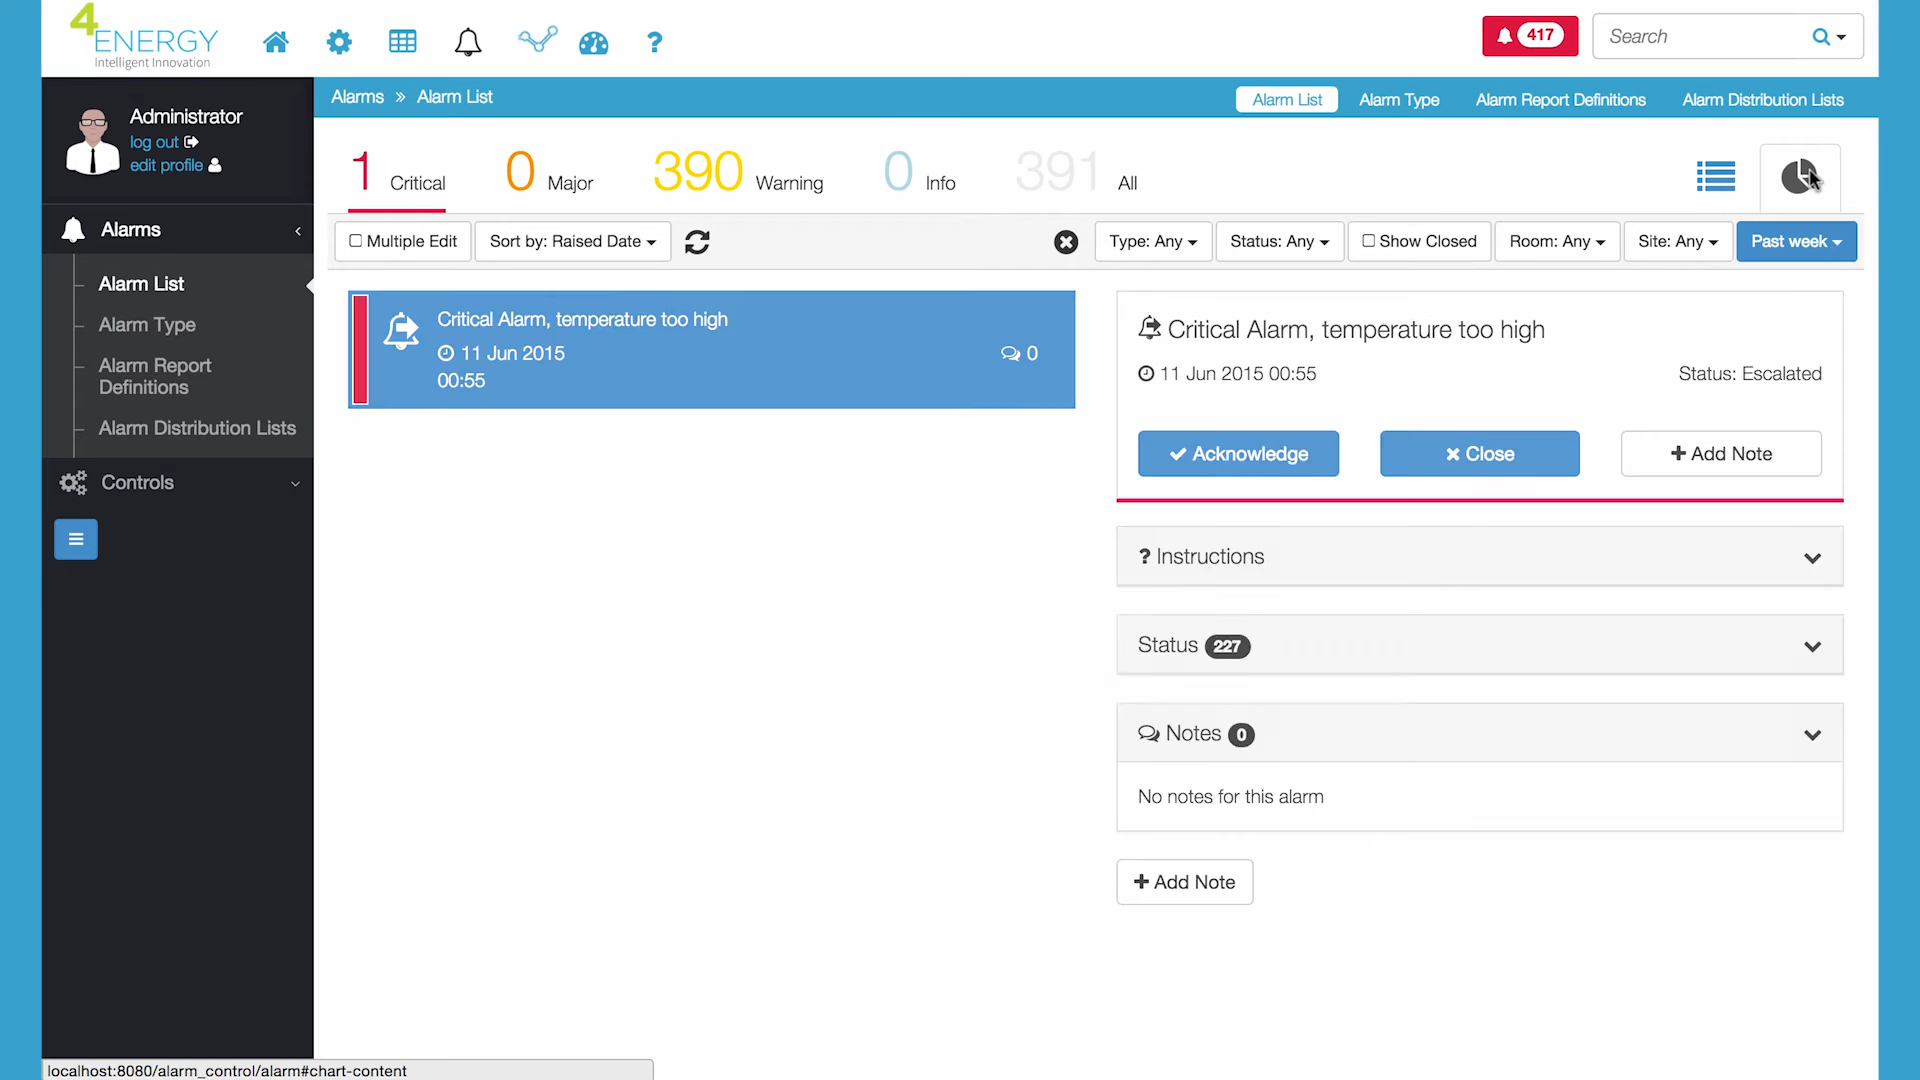 4
ENERGY
Intelligent Innovation
417
Search
Administrator
log out
edit profile
Alarms » Alarm List
Alarm List
Alarm Type
Alarm Report Definitions
Alarm Distribution Lists
1 Critical
0 Major
390 Warning
0 Info
391 All
Multiple Edit
Sort by: Raised Date
Type: Any
Status: Any
Show Closed
Room: Any
Site: Any
Past week
Alarms
Alarm List
Alarm Type
Alarm Report
Definitions
Alarm Distribution Lists
Controls
Critical Alarm, temperature too high
11 Jun 2015
00:55
0
Critical Alarm, temperature too high
11 Jun 2015 00:55
Status: Escalated
Acknowledge
Close
Add Note
? Instructions
Status 227
Notes 0
No notes for this alarm
Add Note
localhost:8080/alarm_control/alarm#chart-content